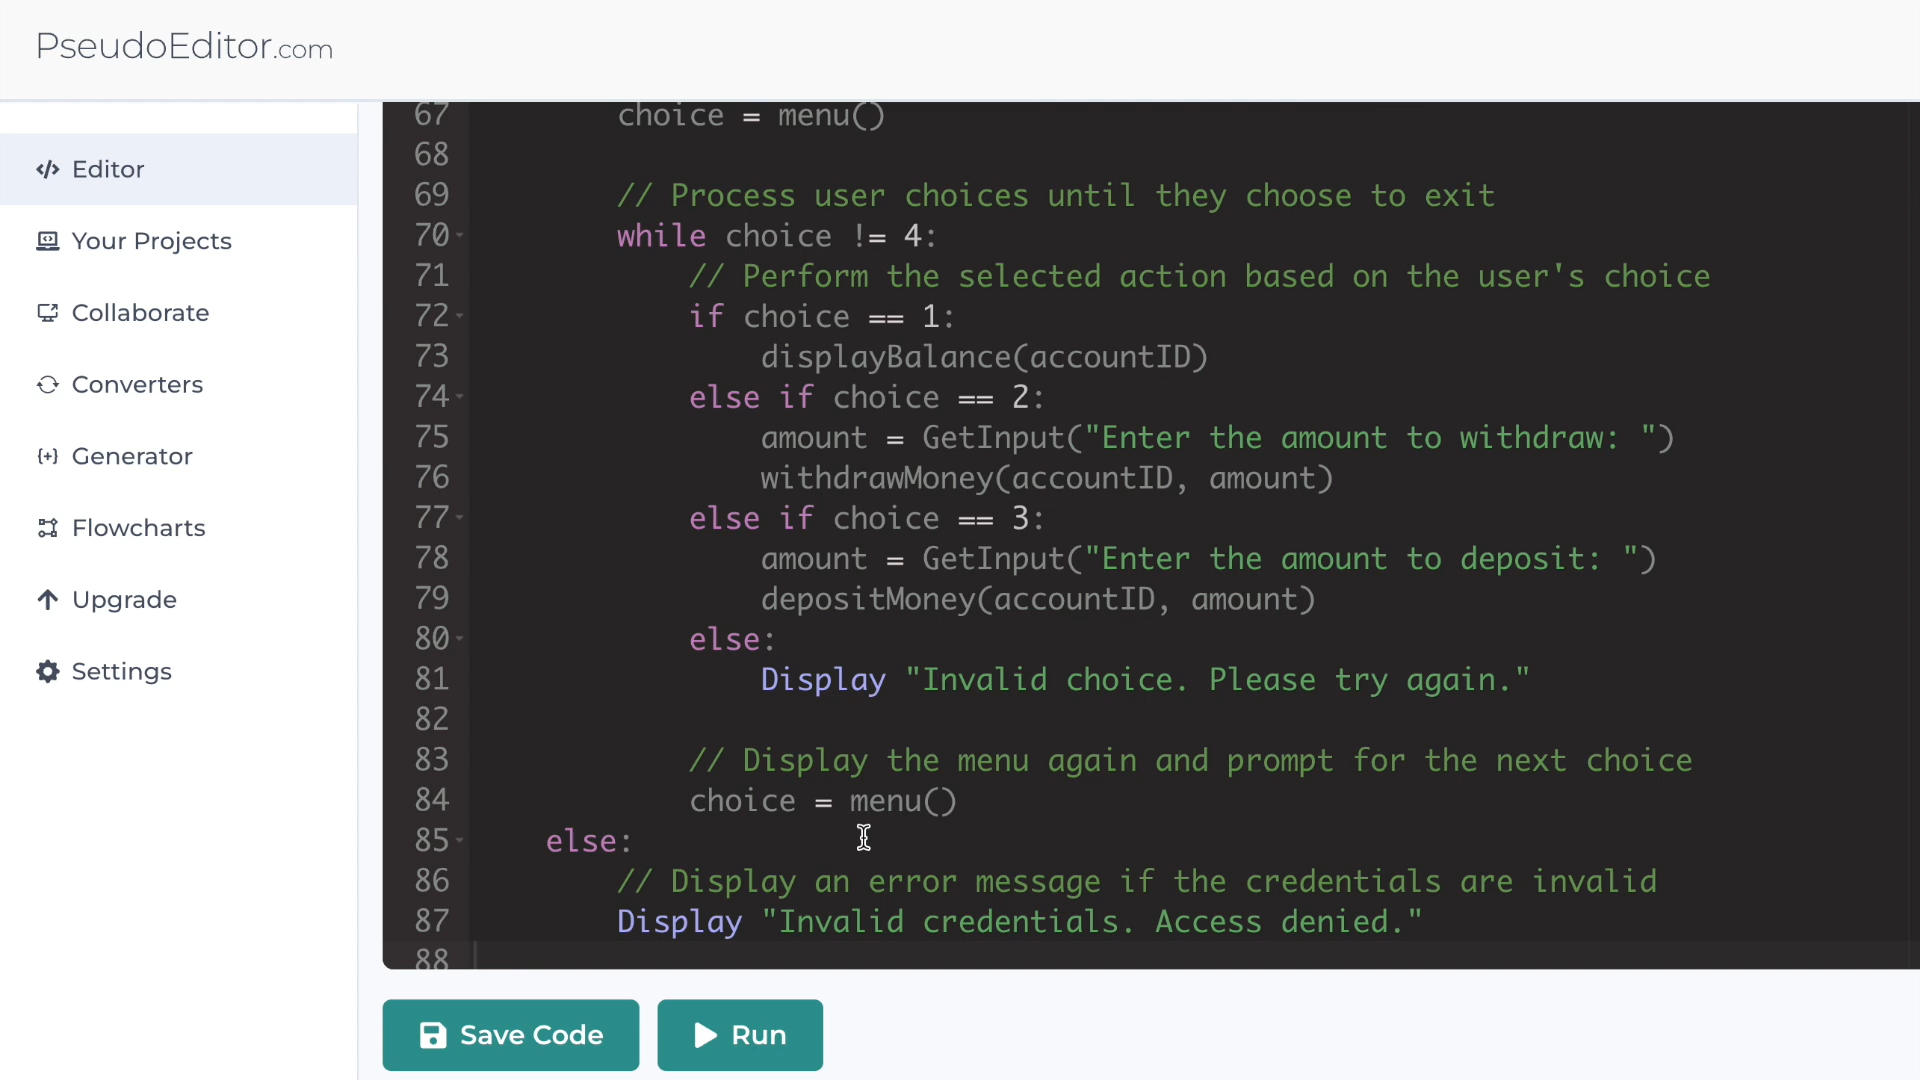 PseudoEditor.com
Editor
Your Projects
Collaborate
Converters
Generator
Flowcharts
Upgrade
Settings
67 choice = menu()
68
69 // Process user choices until they choose to exit
70 while choice != 4:
71 // Perform the selected action based on the user's choice
72 if choice == 1:
73 displayBalance(accountID)
74 else if choice == 2:
75 amount = GetInput("Enter the amount to withdraw: ")
76 withdrawMoney(accountID, amount)
77 else if choice == 3:
78 amount = GetInput("Enter the amount to deposit: ")
79 depositMoney(accountID, amount)
80 else:
81 Display "Invalid choice. Please try again."
82
83 // Display the menu again and prompt for the next choice
84 choice = menu()
85 else:
86 // Display an error message if the credentials are invalid
87 Display "Invalid credentials. Access denied."
88
Save Code
Run